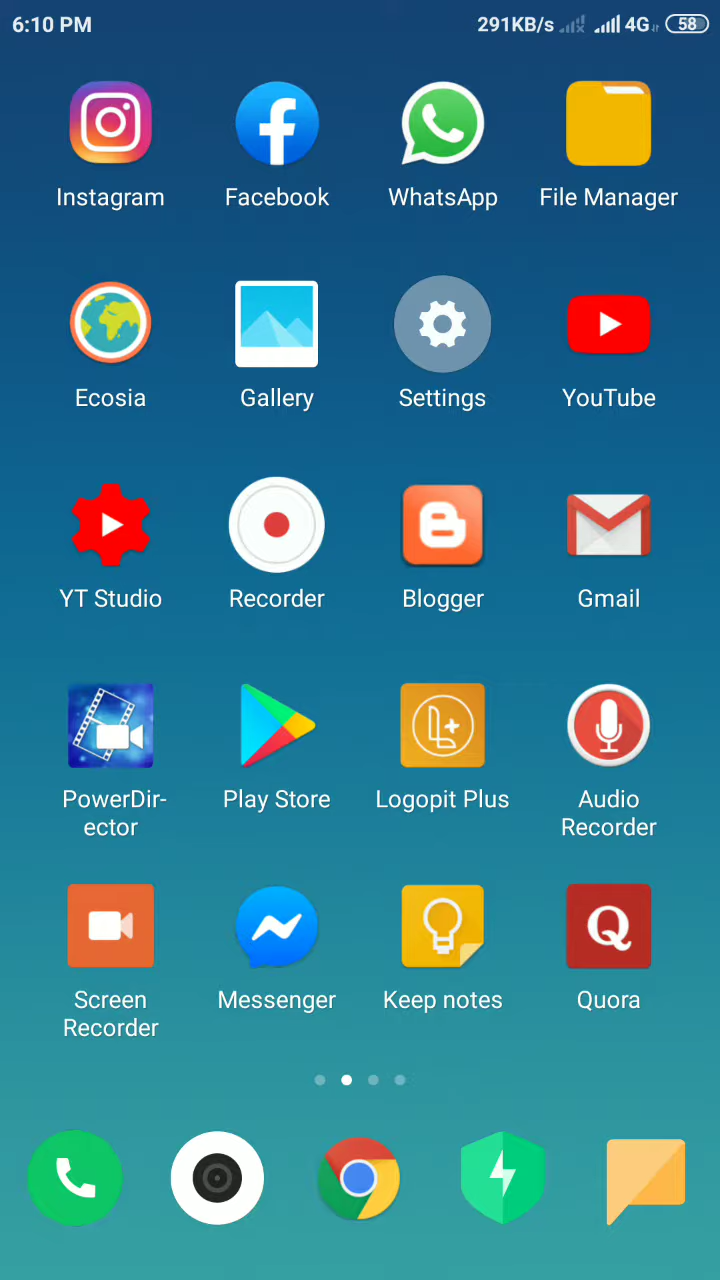 6:10 PM 291KB/s 4G 58
Instagram Facebook WhatsApp File Manager
Ecosia Gallery Settings YouTube
YT Studio Recorder Blogger Gmail
PowerDir- Play Store Logopit Plus Audio
ector Recorder
Screen Messenger Keep notes Quora
Recorder